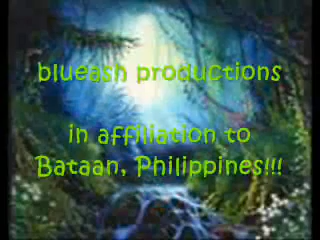 blueash productions
in affiliation to
Bataan, Philippines!!!